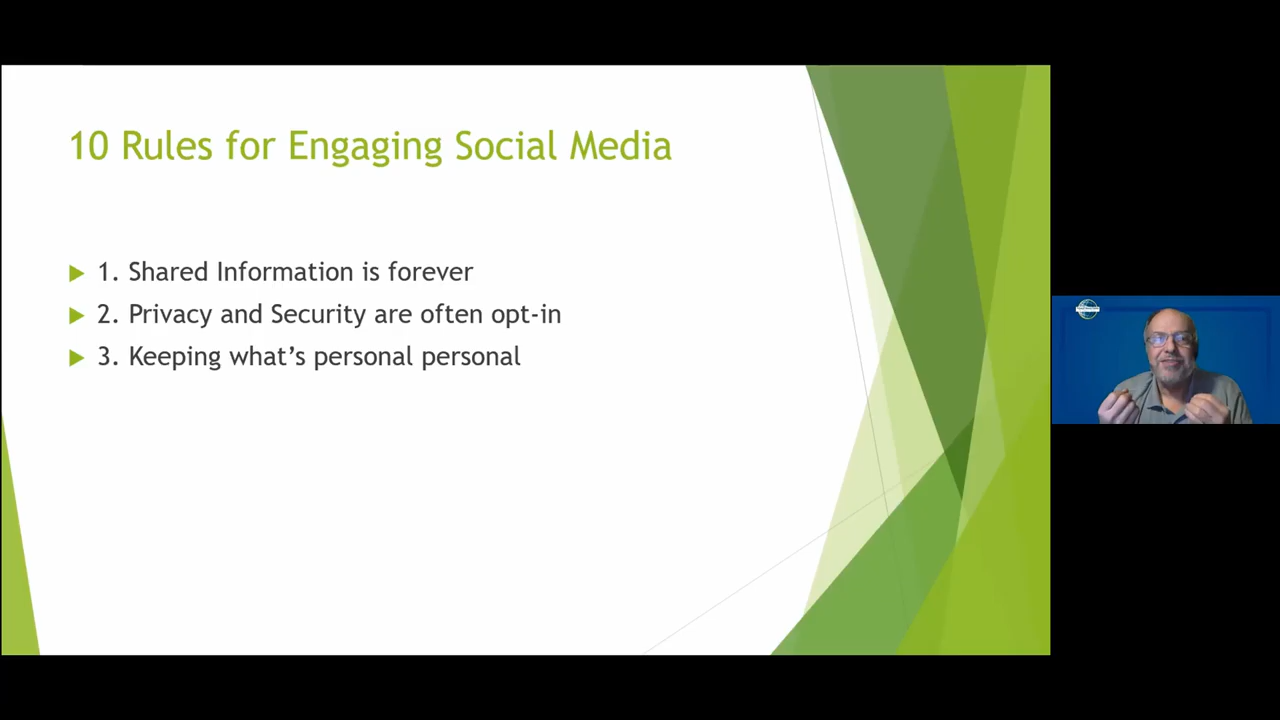 10 Rules for Engaging Social Media
1. Shared Information is forever
2. Privacy and Security are often opt-in
3. Keeping what's personal personal